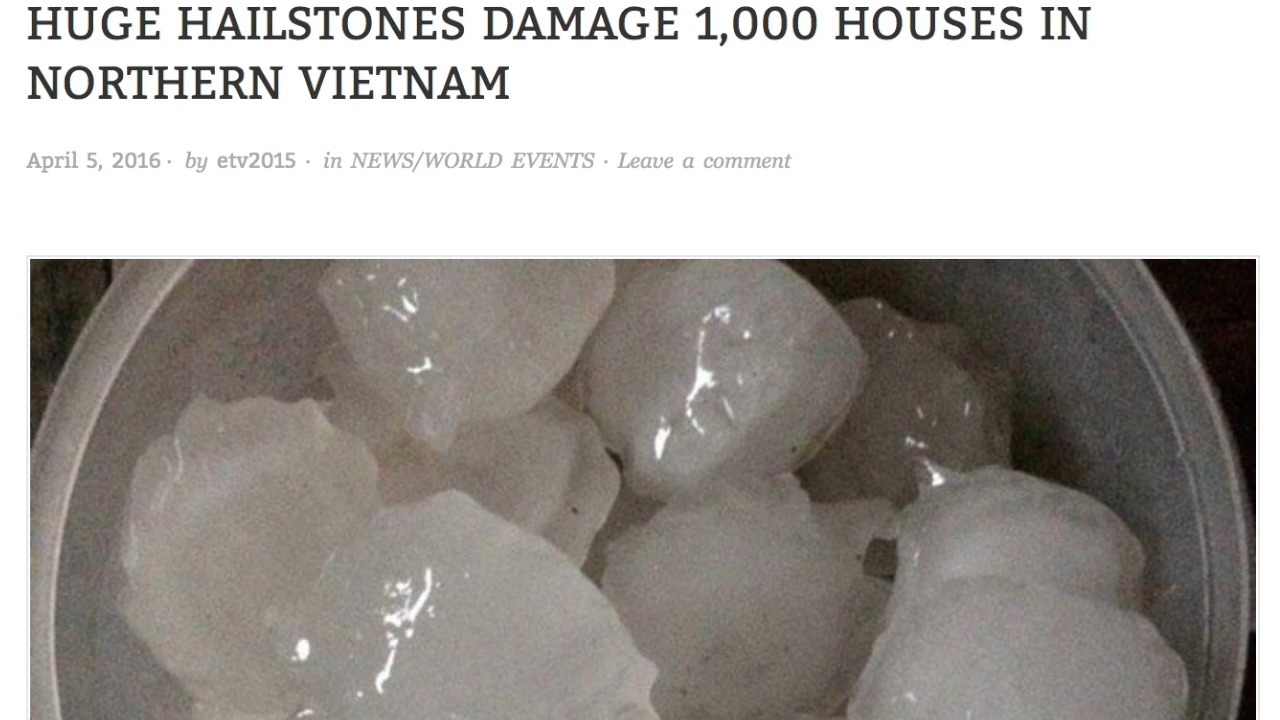 HUGE HAILSTONES DAMAGE 1,000 HOUSES IN
NORTHERN VIETNAM
April 5, 2016 · by etv2015 · in NEWS/WORLD EVENTS · Leave a comment